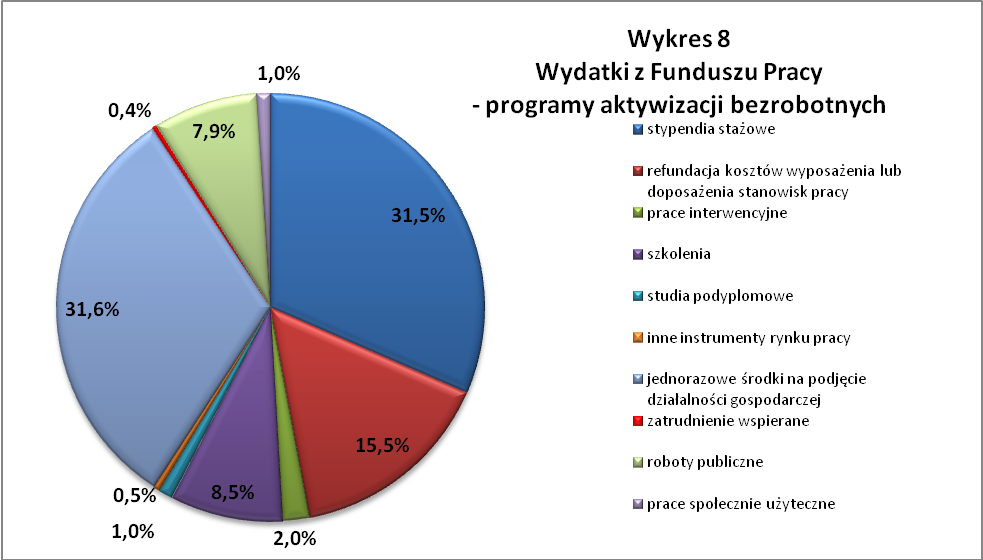 Wykres 8
Wydatki z Funduszu Pracy
- programy aktywizacji bezrobotnych
1,0%
0,4%
7,9%
31,5%
31,6%
15,5%
8,5%
0,5%
1,0%
2,0%
stypendia stażowe
refundacja kosztów wyposażenia lub
doposażenia stanowisk pracy
prace interwencyjne
szkolenia
studia podyplomowe
inne instrumenty rynku pracy
jednorazowe środki na podjęcie
działalności gospodarczej
zatrudnienie wspierane
roboty publiczne
prace społecznie użyteczne